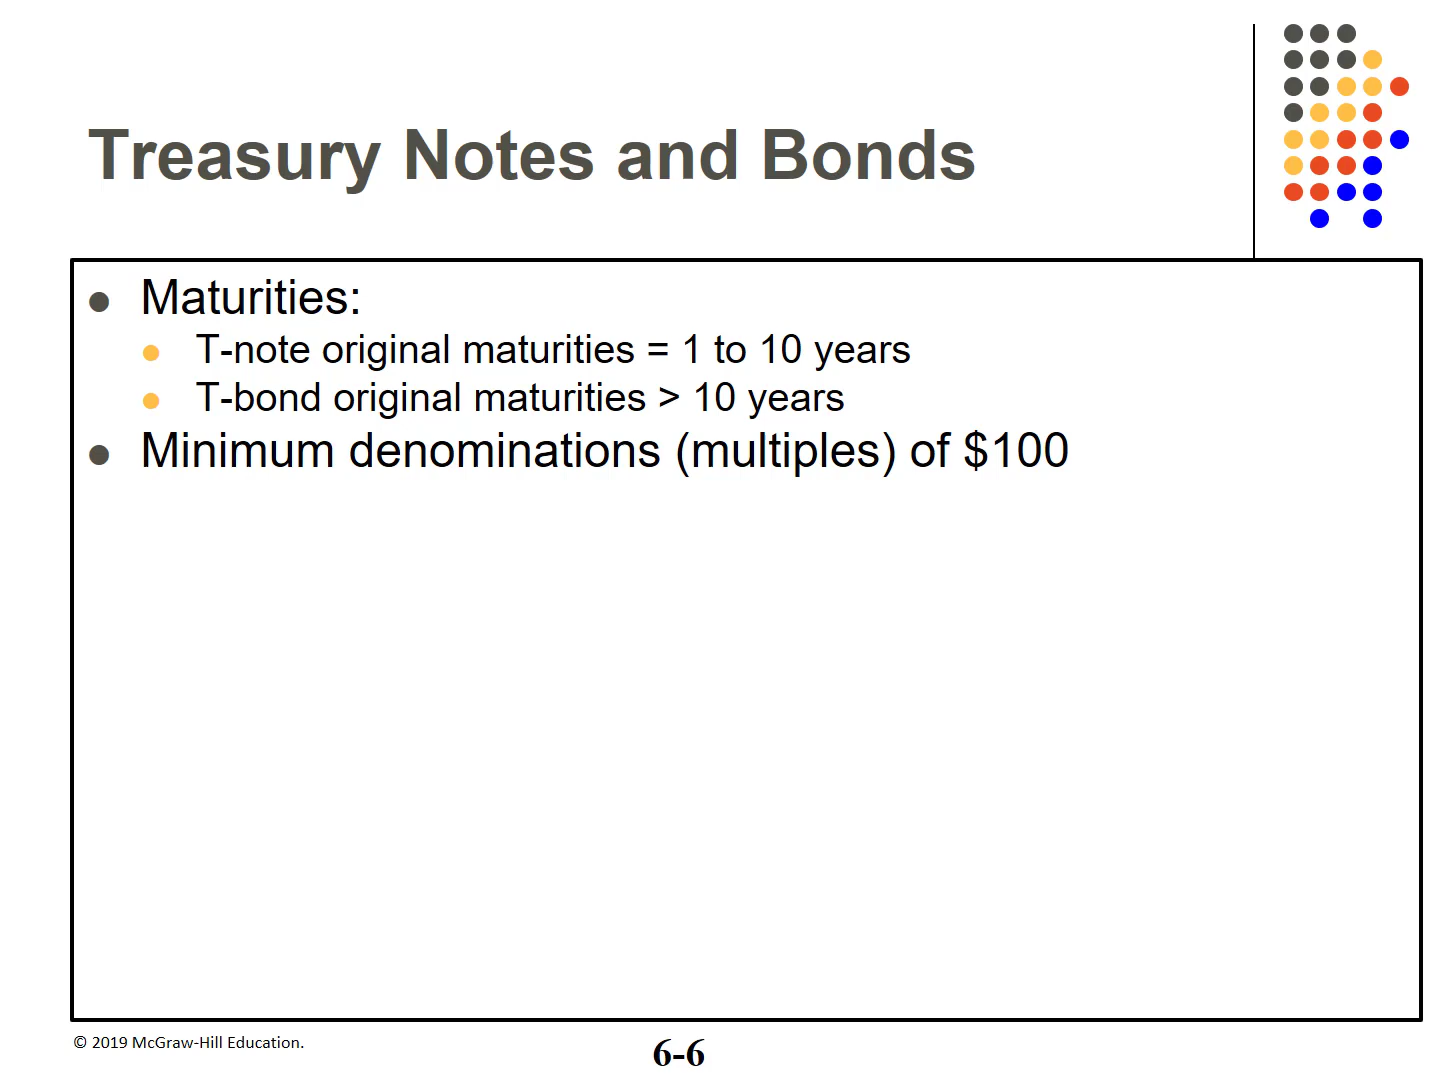 Treasury Notes and Bonds
Maturities:
T-note original maturities = 1 to 10 years
T-bond original maturities > 10 years
Minimum denominations (multiples) of $100
© 2019 McGraw-Hill Education.
6-6